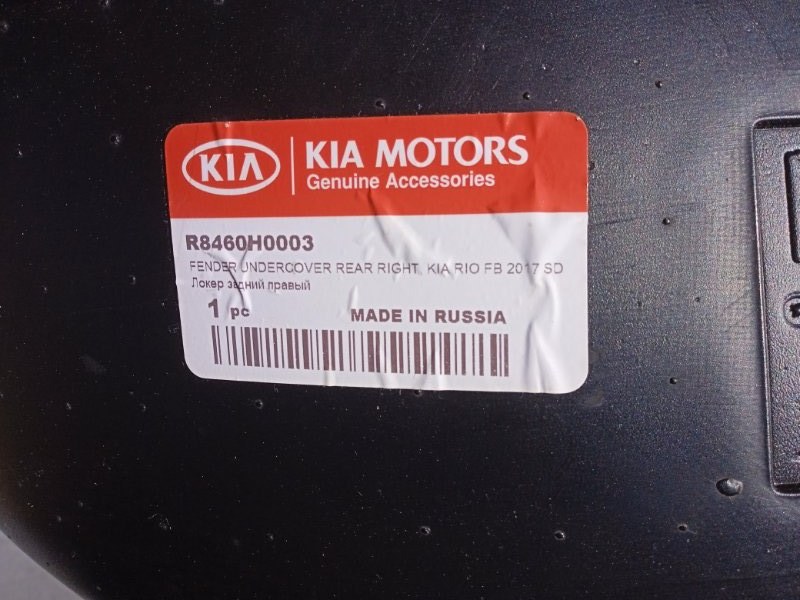 KIA
KIA MOTORS
Genuine Accessories
R8460H0003
FENDER UNDERCOVER REAR RIGHT, KIA RIO FB 2017 SD
Локер задний правый
1 pc MADE IN RUSSIA